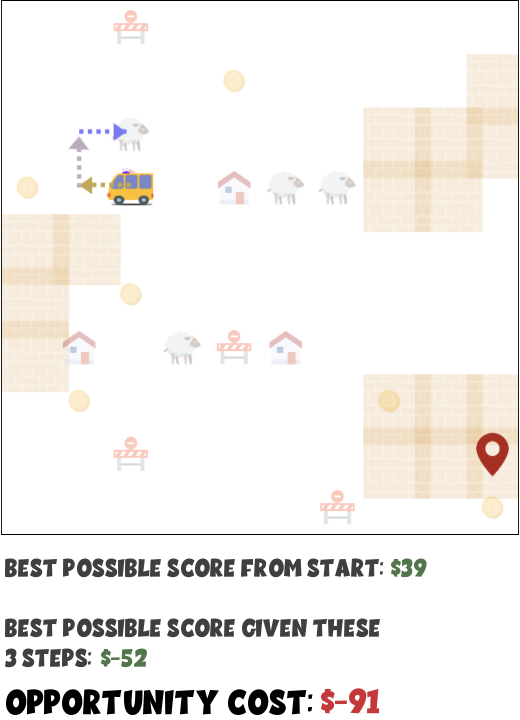 BEST POSSIBLE SCORE FROM START: $39
BEST POSSIBLE SCORE GIVEN THESE
3 STEPS: $-52
OPPORTUNITY COST: $-91